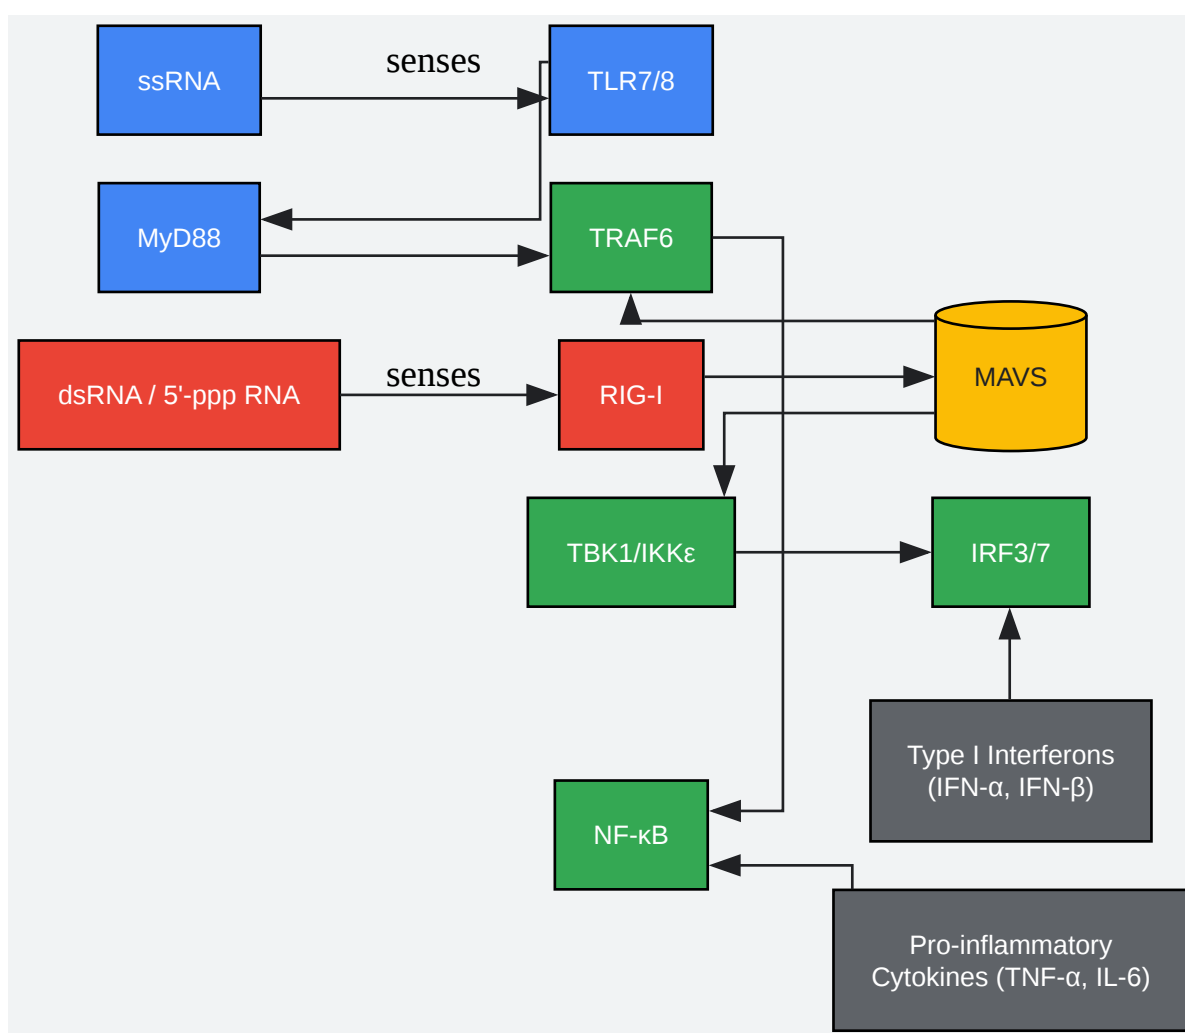 ssRNA
senses
TLR7/8
MyD88
TRAF6
dsRNA / 5'-ppp RNA
senses
RIG-I
MAVS
TBK1/IKKε
IRF3/7
Type I Interferons
(IFN-α, IFN-β)
NF-κB
Pro-inflammatory
Cytokines (TNF-α, IL-6)